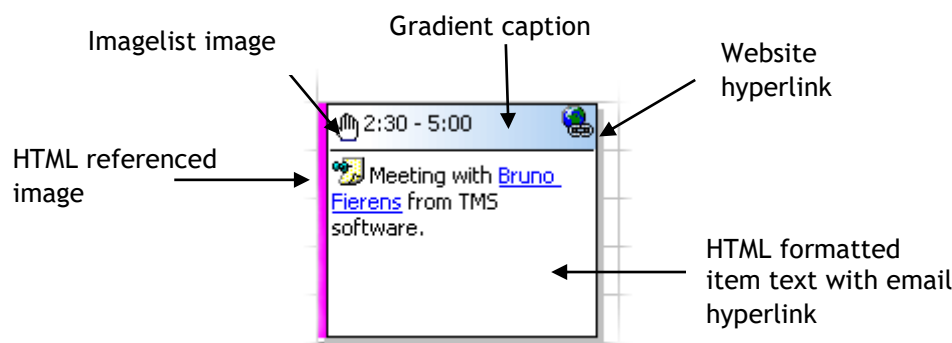 Imagelist image
Gradient caption
Website
hyperlink
HTML referenced
image
2:30 - 5:00
Meeting with Bruno
Fierens from TMS
software.
HTML formatted
item text with email
hyperlink